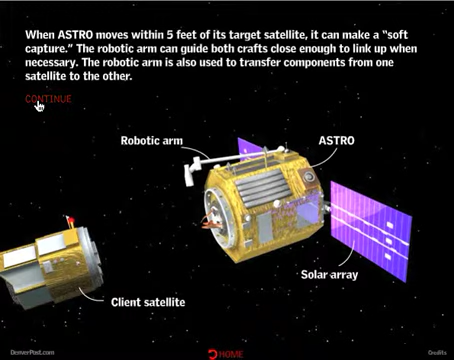 When ASTRO moves within 5 feet of its target satellite, it can make a “soft
capture.” The robotic arm can guide both crafts close enough to link up when
necessary. The robotic arm is also used to transfer components from one
satellite to the other.
CONTINUE
Robotic arm
ASTRO
Solar array
Client satellite
DenverPost.com
HOME
Credits